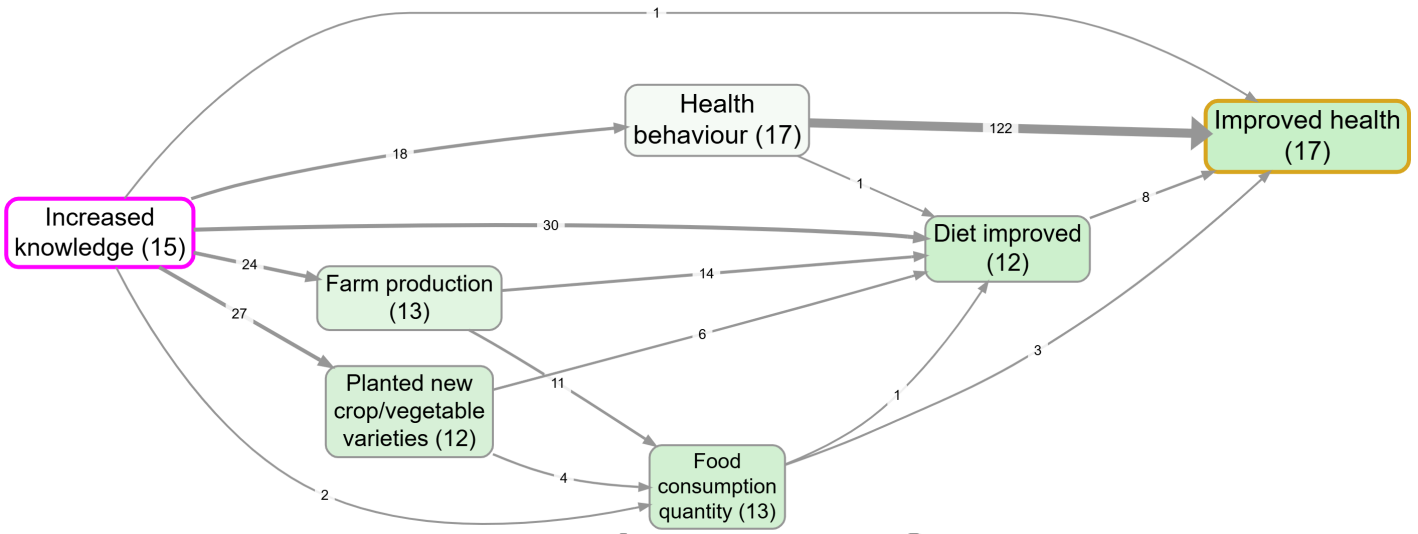 1
Health
behaviour (17)
122
Improved health
(17)
18
1
8
Increased
knowledge (15)
30
Diet improved
(12)
24
Farm production
(13)
14
27
6
3
Planted new
crop/vegetable
varieties (12)
11
1
4
2
Food
consumption
quantity (13)